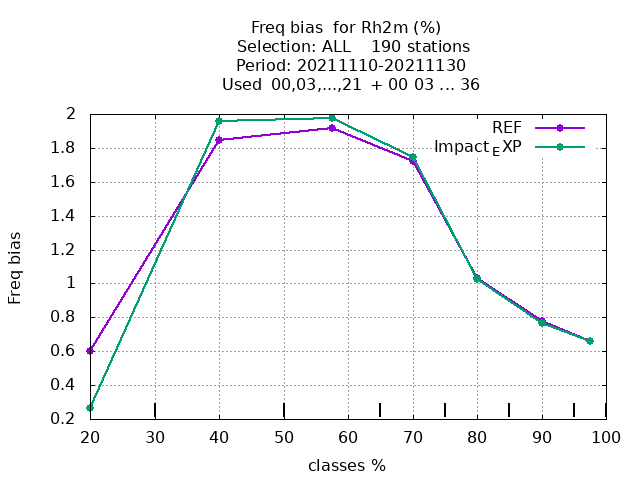 Freq bias  for Rh2m (%)
Selection: ALL    190 stations
Period: 20211110-20211130
Used  00,03,...,21  + 00 03 ... 36
2
1.8
1.6
1.4
1.2
1
0.8
0.6
0.4
0.2
Freq bias
REF
Impact_EXP
20 30 40 50 60 70 80 90 100
classes %